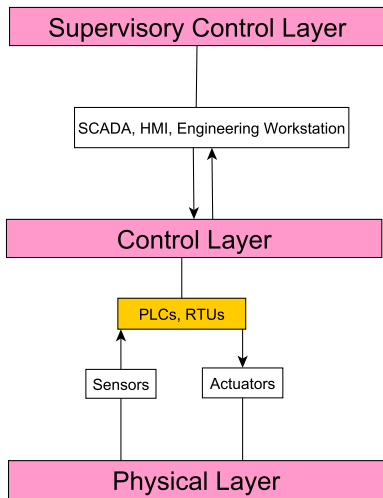 Supervisory Control Layer
SCADA, HMI, Engineering Workstation
Control Layer
PLCs, RTUs
Sensors
Actuators
Physical Layer